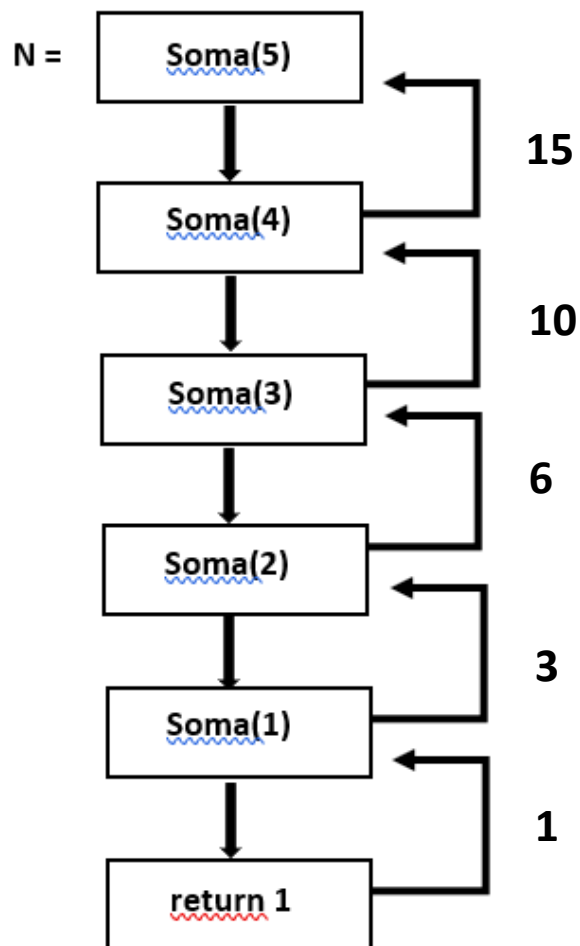 N = Soma(5)
15
Soma(4)
10
Soma(3)
6
Soma(2)
3
Soma(1)
1
return 1